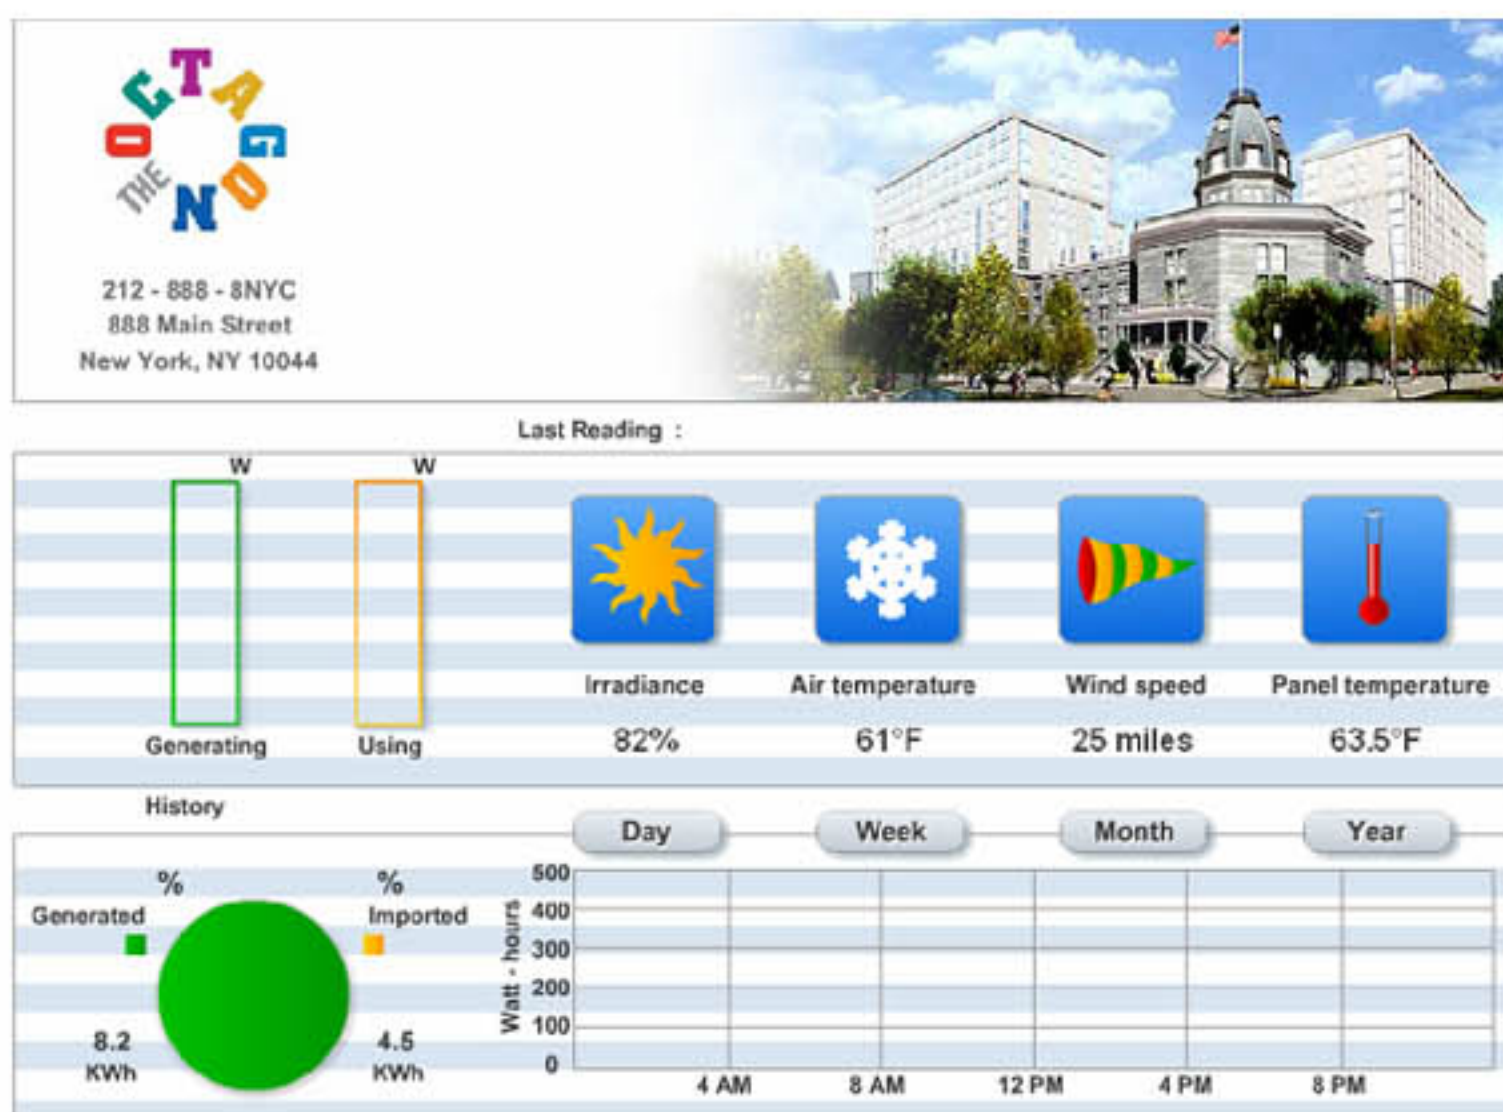 THE OCTAGON
212 - 888 - 8NYC
888 Main Street
New York, NY 10044
Last Reading :
W W
Generating Using
Irradiance Air temperature Wind speed Panel temperature
82% 61°F 25 miles 63.5°F
History
Day Week Month Year
% %
Generated Imported
8.2 4.5
KWh KWh
Watt - hours
500
400
300
200
100
0
4 AM 8 AM 12 PM 4 PM 8 PM